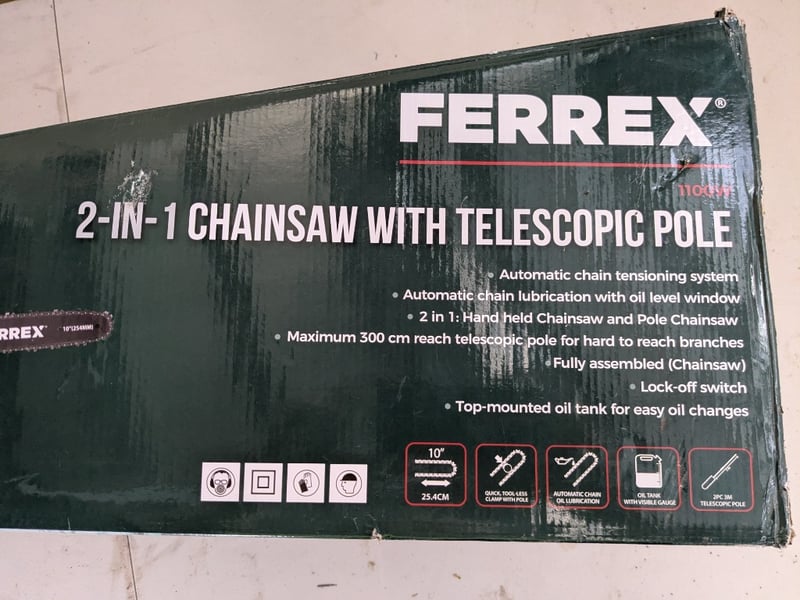 FERREX®
1100W
2-IN-1 CHAINSAW WITH TELESCOPIC POLE
• Automatic chain tensioning system
• Automatic chain lubrication with oil level window
• 2 in 1: Hand held Chainsaw and Pole Chainsaw
• Maximum 300 cm reach telescopic pole for hard to reach branches
• Fully assembled (Chainsaw)
• Lock-off switch
• Top-mounted oil tank for easy oil changes
RREX® 10"(254MM)
10"
25.4CM
QUICK, TOOL-LESS
CLAMP WITH POLE
AUTOMATIC CHAIN
OIL LUBRICATION
OIL TANK
WITH VISIBLE GAUGE
2PC 3M
TELESCOPIC POLE